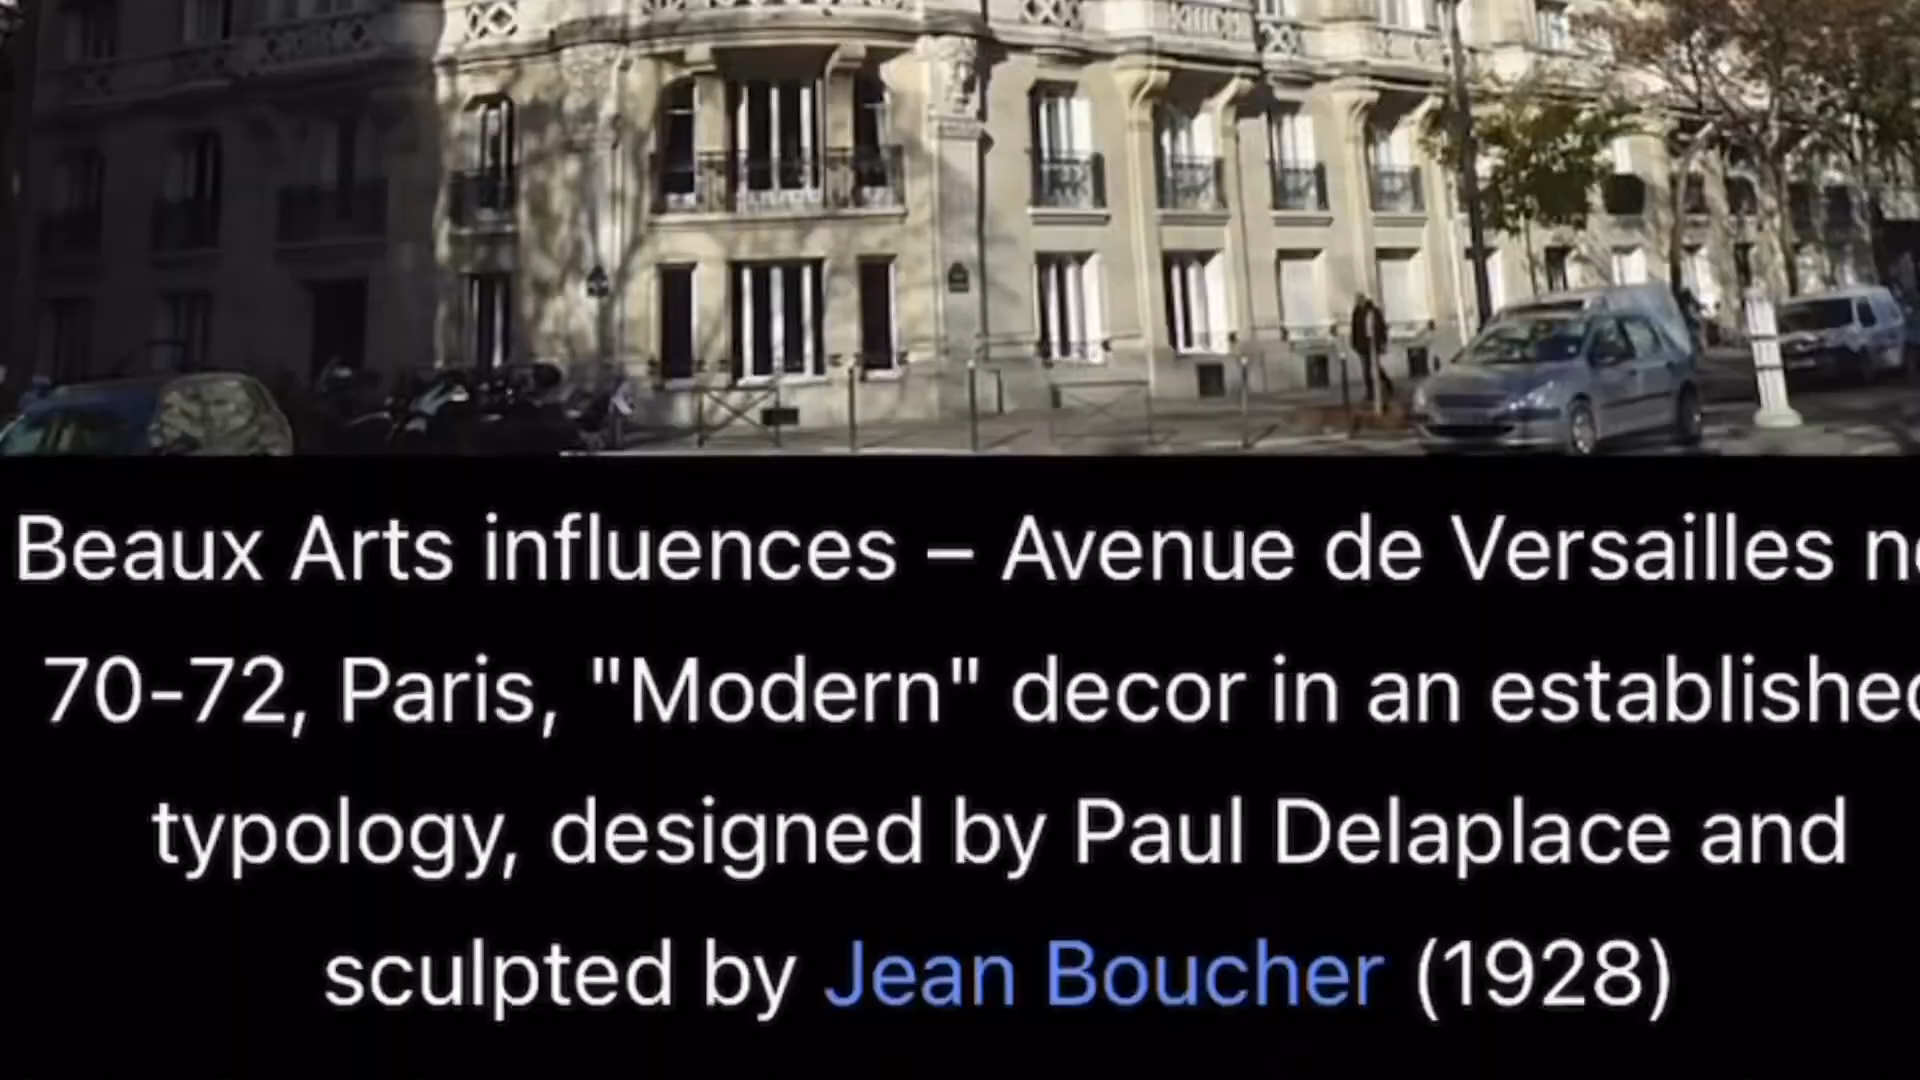 Beaux Arts influences – Avenue de Versailles
70-72, Paris, "Modern" decor in an established
typology, designed by Paul Delaplace and
sculpted by Jean Boucher (1928)